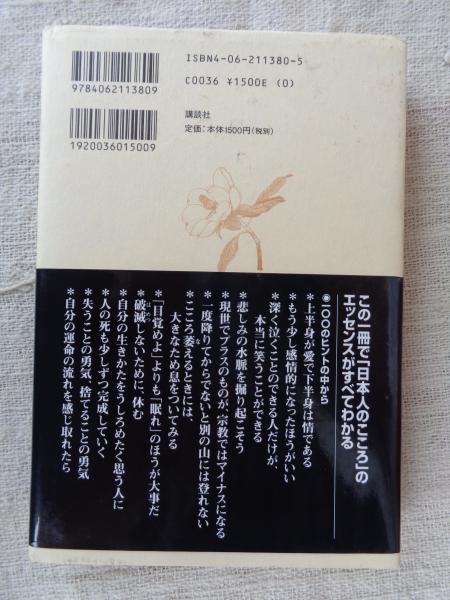 ISBN4-06-211380-5
C0036 ¥1500E (0)
9784062113809
講談社
定価:本体1500円(税別)
1920036015009
この一冊で「日本人のこころ」の
エッセンスがすべてわかる
◉一〇〇のヒントの中から
*上半身が愛で下半身は情である
*もう少し感情的になったほうがいい
*深く泣くことのできる人だけが、
本当に笑うことができる
*悲しみの水脈を掘り起こそう
*現世でプラスのものが、宗教ではマイナスになる
*一度降りてからでないと別の山には登れない
*こころ萎えるときには、
な
大きなため息をついてみる
*「目覚めよ」よりも「眠れ」のほうが大事だ
*破滅しないために、休む
はめつ
*自分の生きかたをうしろめたく思う人に
*人の死も少しずつ完成していく
*失うことの勇気 捨てることの勇気
*自分の運命の流れを感じ取れたら